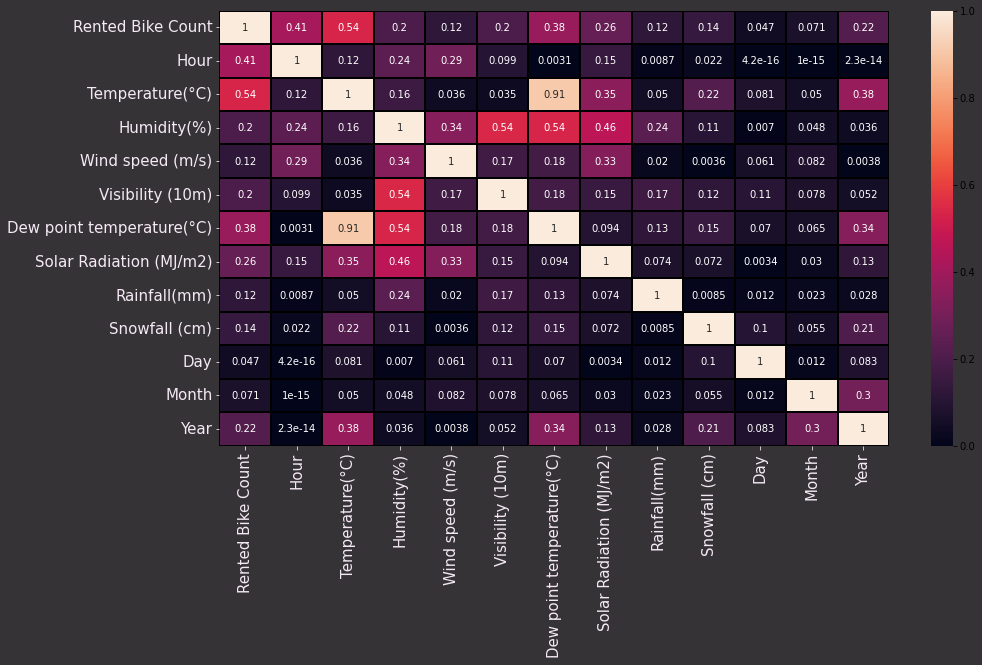 Rented Bike Count 1 0.41 0.54 0.2 0.12 0.2 0.38 0.26 0.12 0.14 0.047 0.071 0.22
Hour 0.41 1 0.12 0.24 0.29 0.099 0.0031 0.15 0.0087 0.022 4.2e-16 1e-15 2.3e-14
Temperature(°C) 0.54 0.12 1 0.16 0.036 0.035 0.91 0.35 0.05 0.22 0.081 0.05 0.38
Humidity(%) 0.2 0.24 0.16 1 0.34 0.54 0.54 0.46 0.24 0.11 0.007 0.048 0.036
Wind speed (m/s) 0.12 0.29 0.036 0.34 1 0.17 0.18 0.33 0.02 0.0036 0.061 0.082 0.0038
Visibility (10m) 0.2 0.099 0.035 0.54 0.17 1 0.18 0.15 0.17 0.12 0.11 0.078 0.052
Dew point temperature(°C) 0.38 0.0031 0.91 0.54 0.18 0.18 1 0.094 0.13 0.15 0.07 0.065 0.34
Solar Radiation (MJ/m2) 0.26 0.15 0.35 0.46 0.33 0.15 0.094 1 0.074 0.072 0.0034 0.03 0.13
Rainfall(mm) 0.12 0.0087 0.05 0.24 0.02 0.17 0.13 0.074 1 0.0085 0.012 0.023 0.028
Snowfall (cm) 0.14 0.022 0.22 0.11 0.0036 0.12 0.15 0.072 0.0085 1 0.1 0.055 0.21
Day 0.047 4.2e-16 0.081 0.007 0.061 0.11 0.07 0.0034 0.012 0.1 1 0.012 0.083
Month 0.071 1e-15 0.05 0.048 0.082 0.078 0.065 0.03 0.023 0.055 0.012 1 0.3
Year 0.22 2.3e-14 0.38 0.036 0.0038 0.052 0.34 0.13 0.028 0.21 0.083 0.3 1
Rented Bike Count
Hour
Temperature(°C)
Humidity(%)
Wind speed (m/s)
Visibility (10m)
Dew point temperature(°C)
Solar Radiation (MJ/m2)
Rainfall(mm)
Snowfall (cm)
Day
Month
Year
1.0
0.8
0.6
0.4
0.2
0.0